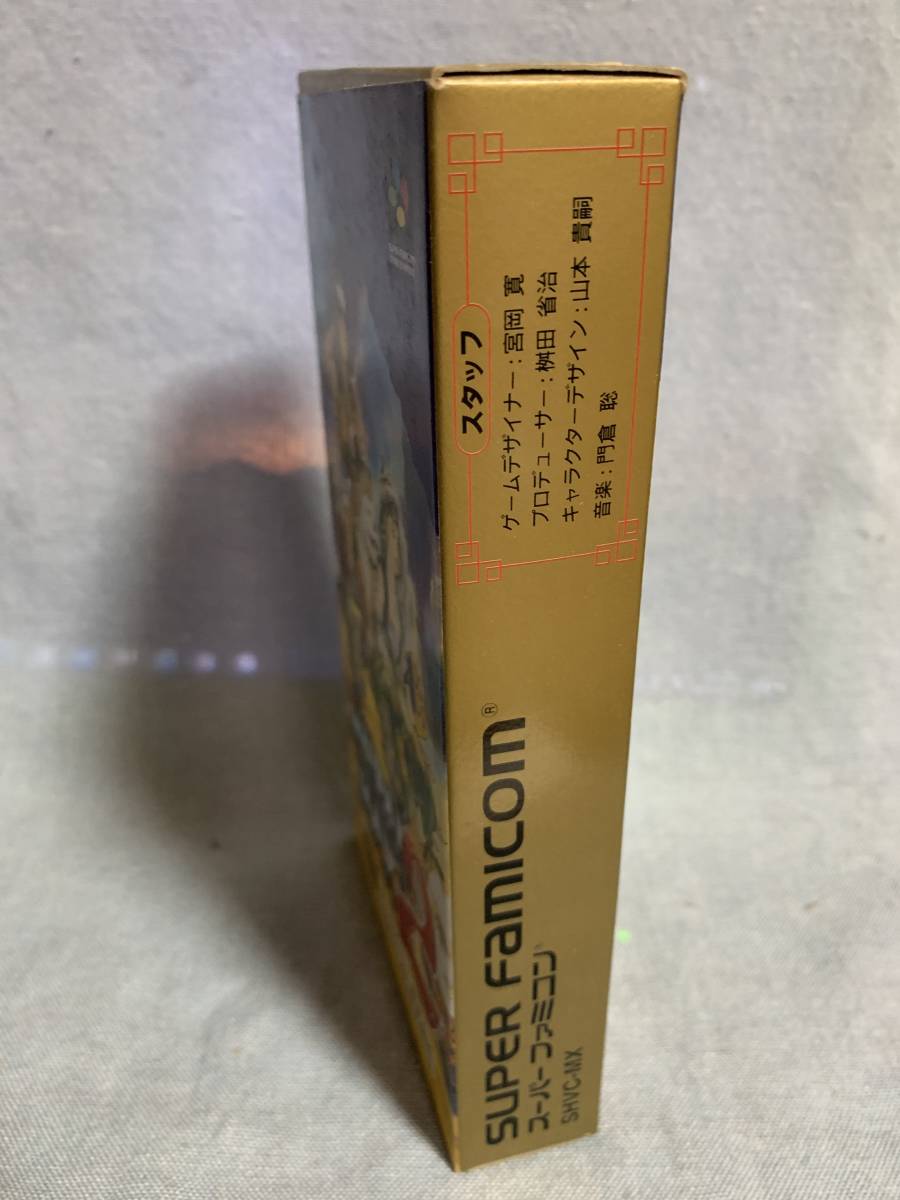 スタッフ
ゲームデザイナー：宮岡 寛
プロデューサー：桝田 省治
キャラクターデザイン：山本 貴嗣
音楽：門倉 聡
SUPER FAMICOM®
スーパーファミコン
SHVC-MX